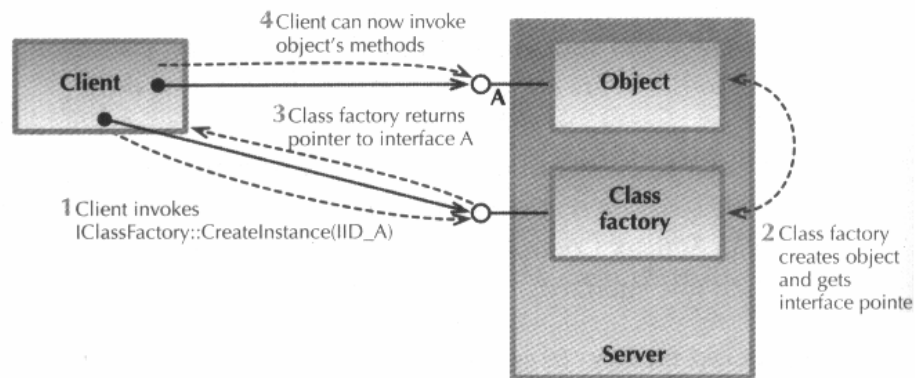 4 Client can now invoke
object's methods
Client
A
Object
3 Class factory returns
pointer to interface A
1 Client invokes
IClassFactory::CreateInstance(IID_A)
Class
factory
2 Class factory
creates object
and gets
interface pointe
Server